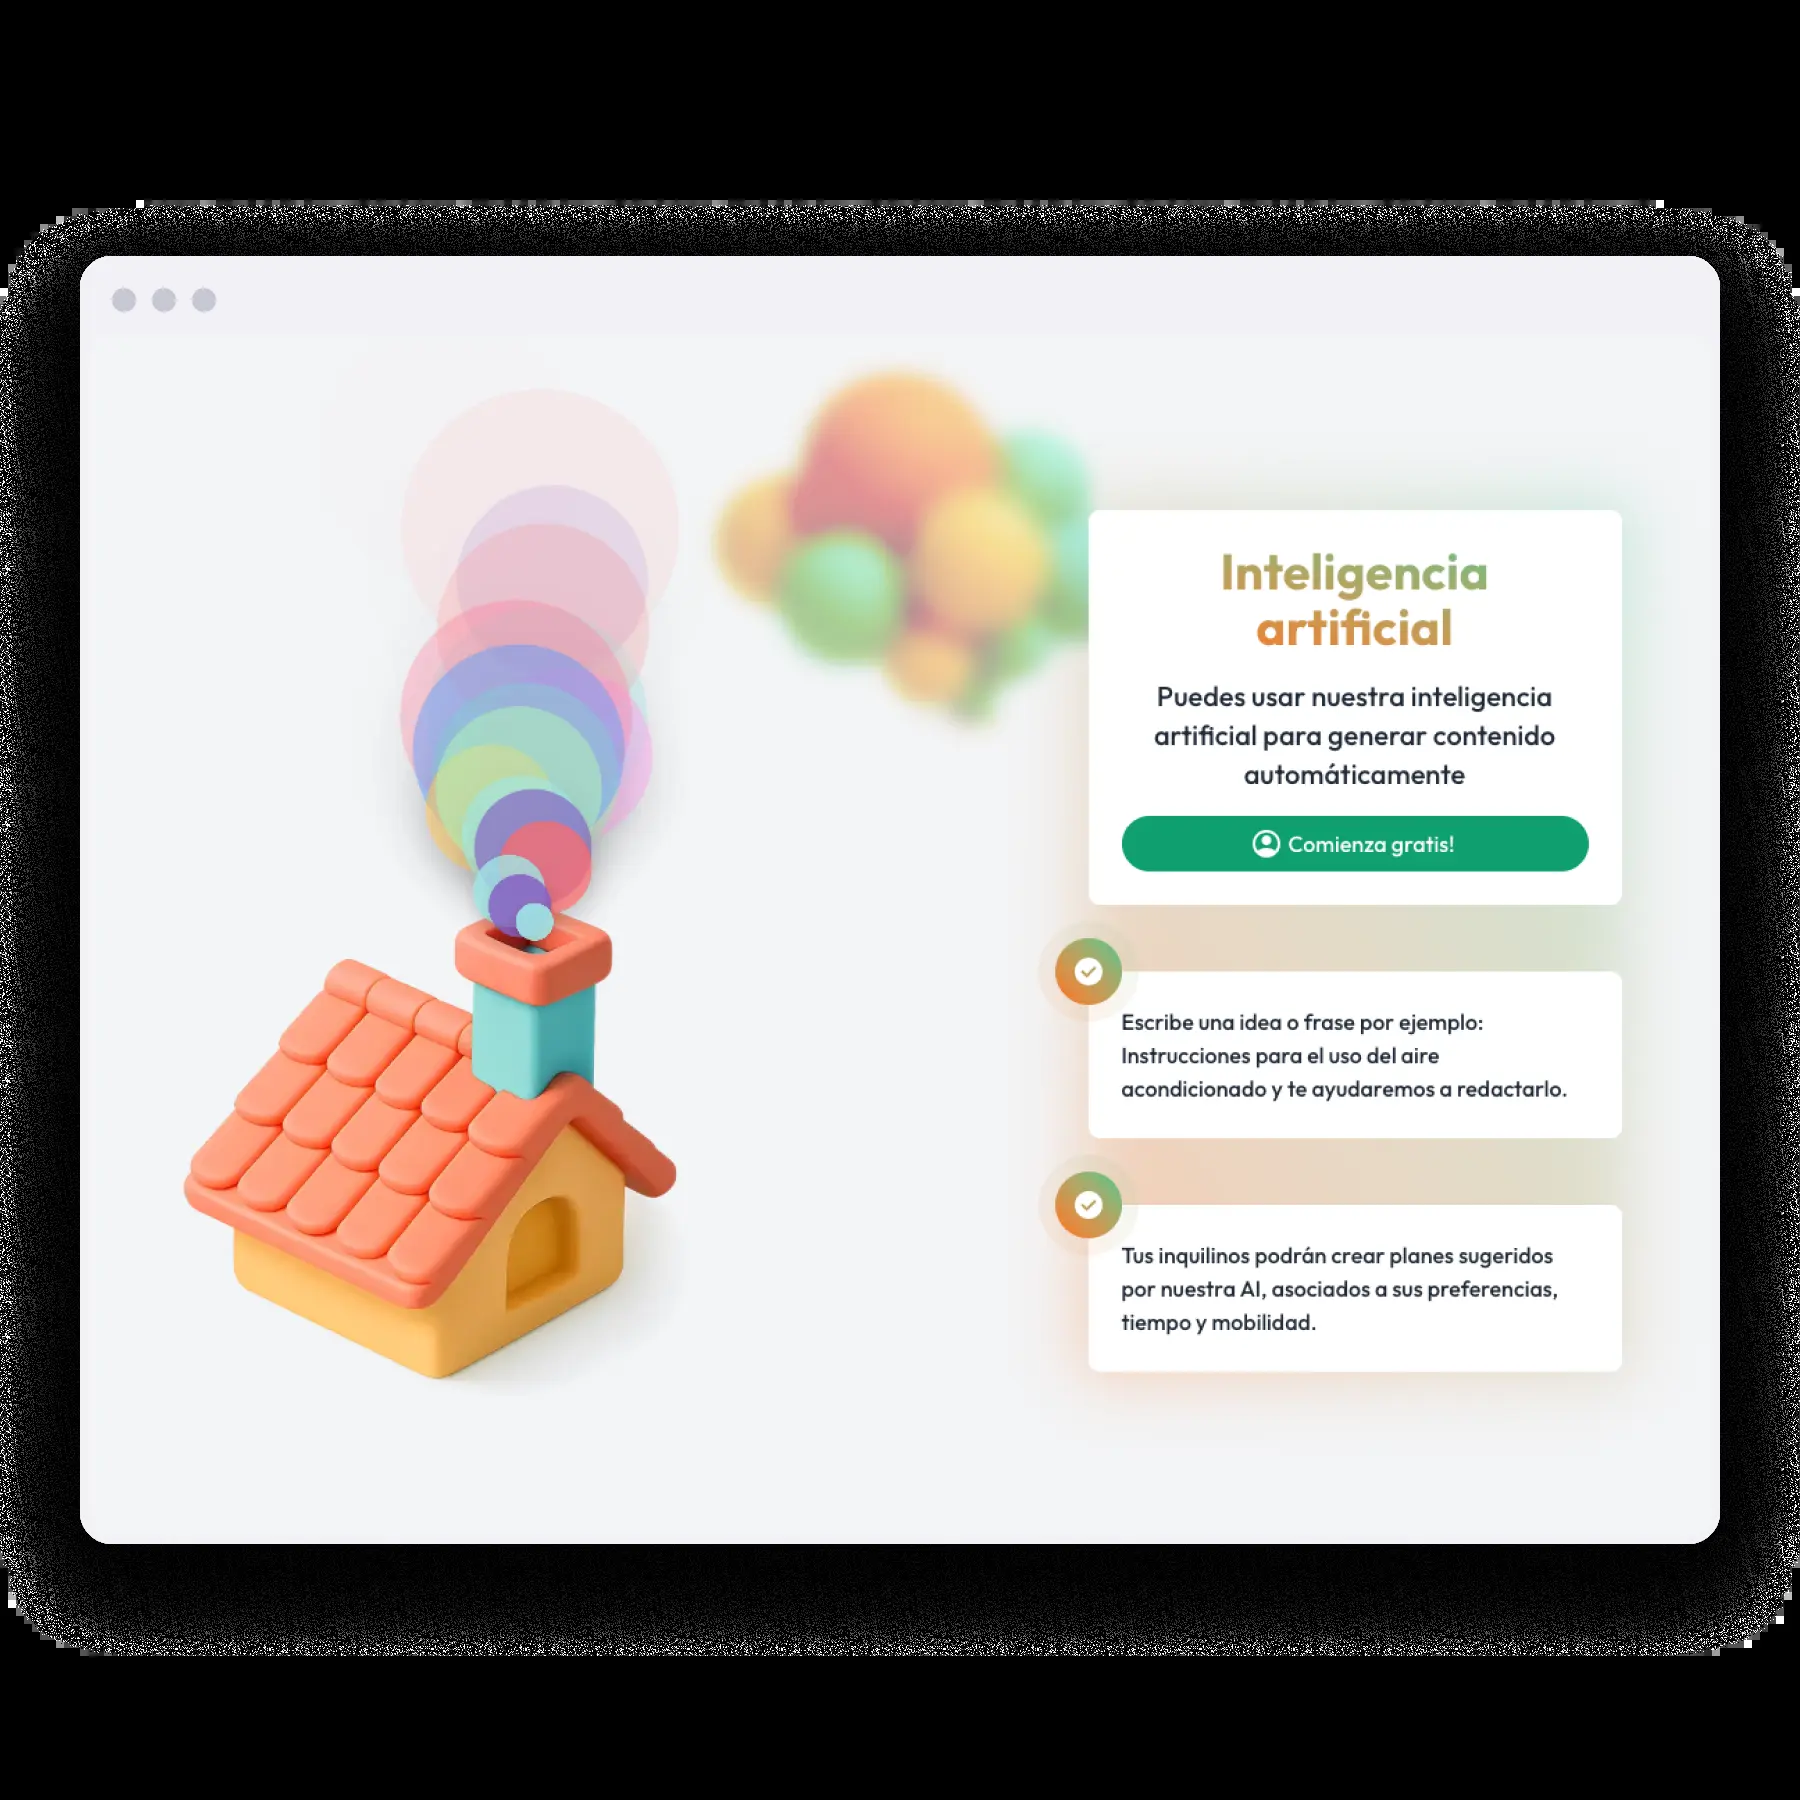 Inteligencia
artificial
Puedes usar nuestra inteligencia
artificial para generar contenido
automáticamente
Comienza gratis!
Escribe una idea o frase por ejemplo:
Instrucciones para el uso del aire
acondicionado y te ayudaremos a redactarlo.
Tus inquilinos podrán crear planes sugeridos
por nuestra AI, asociados a sus preferencias,
tiempo y mobilidad.